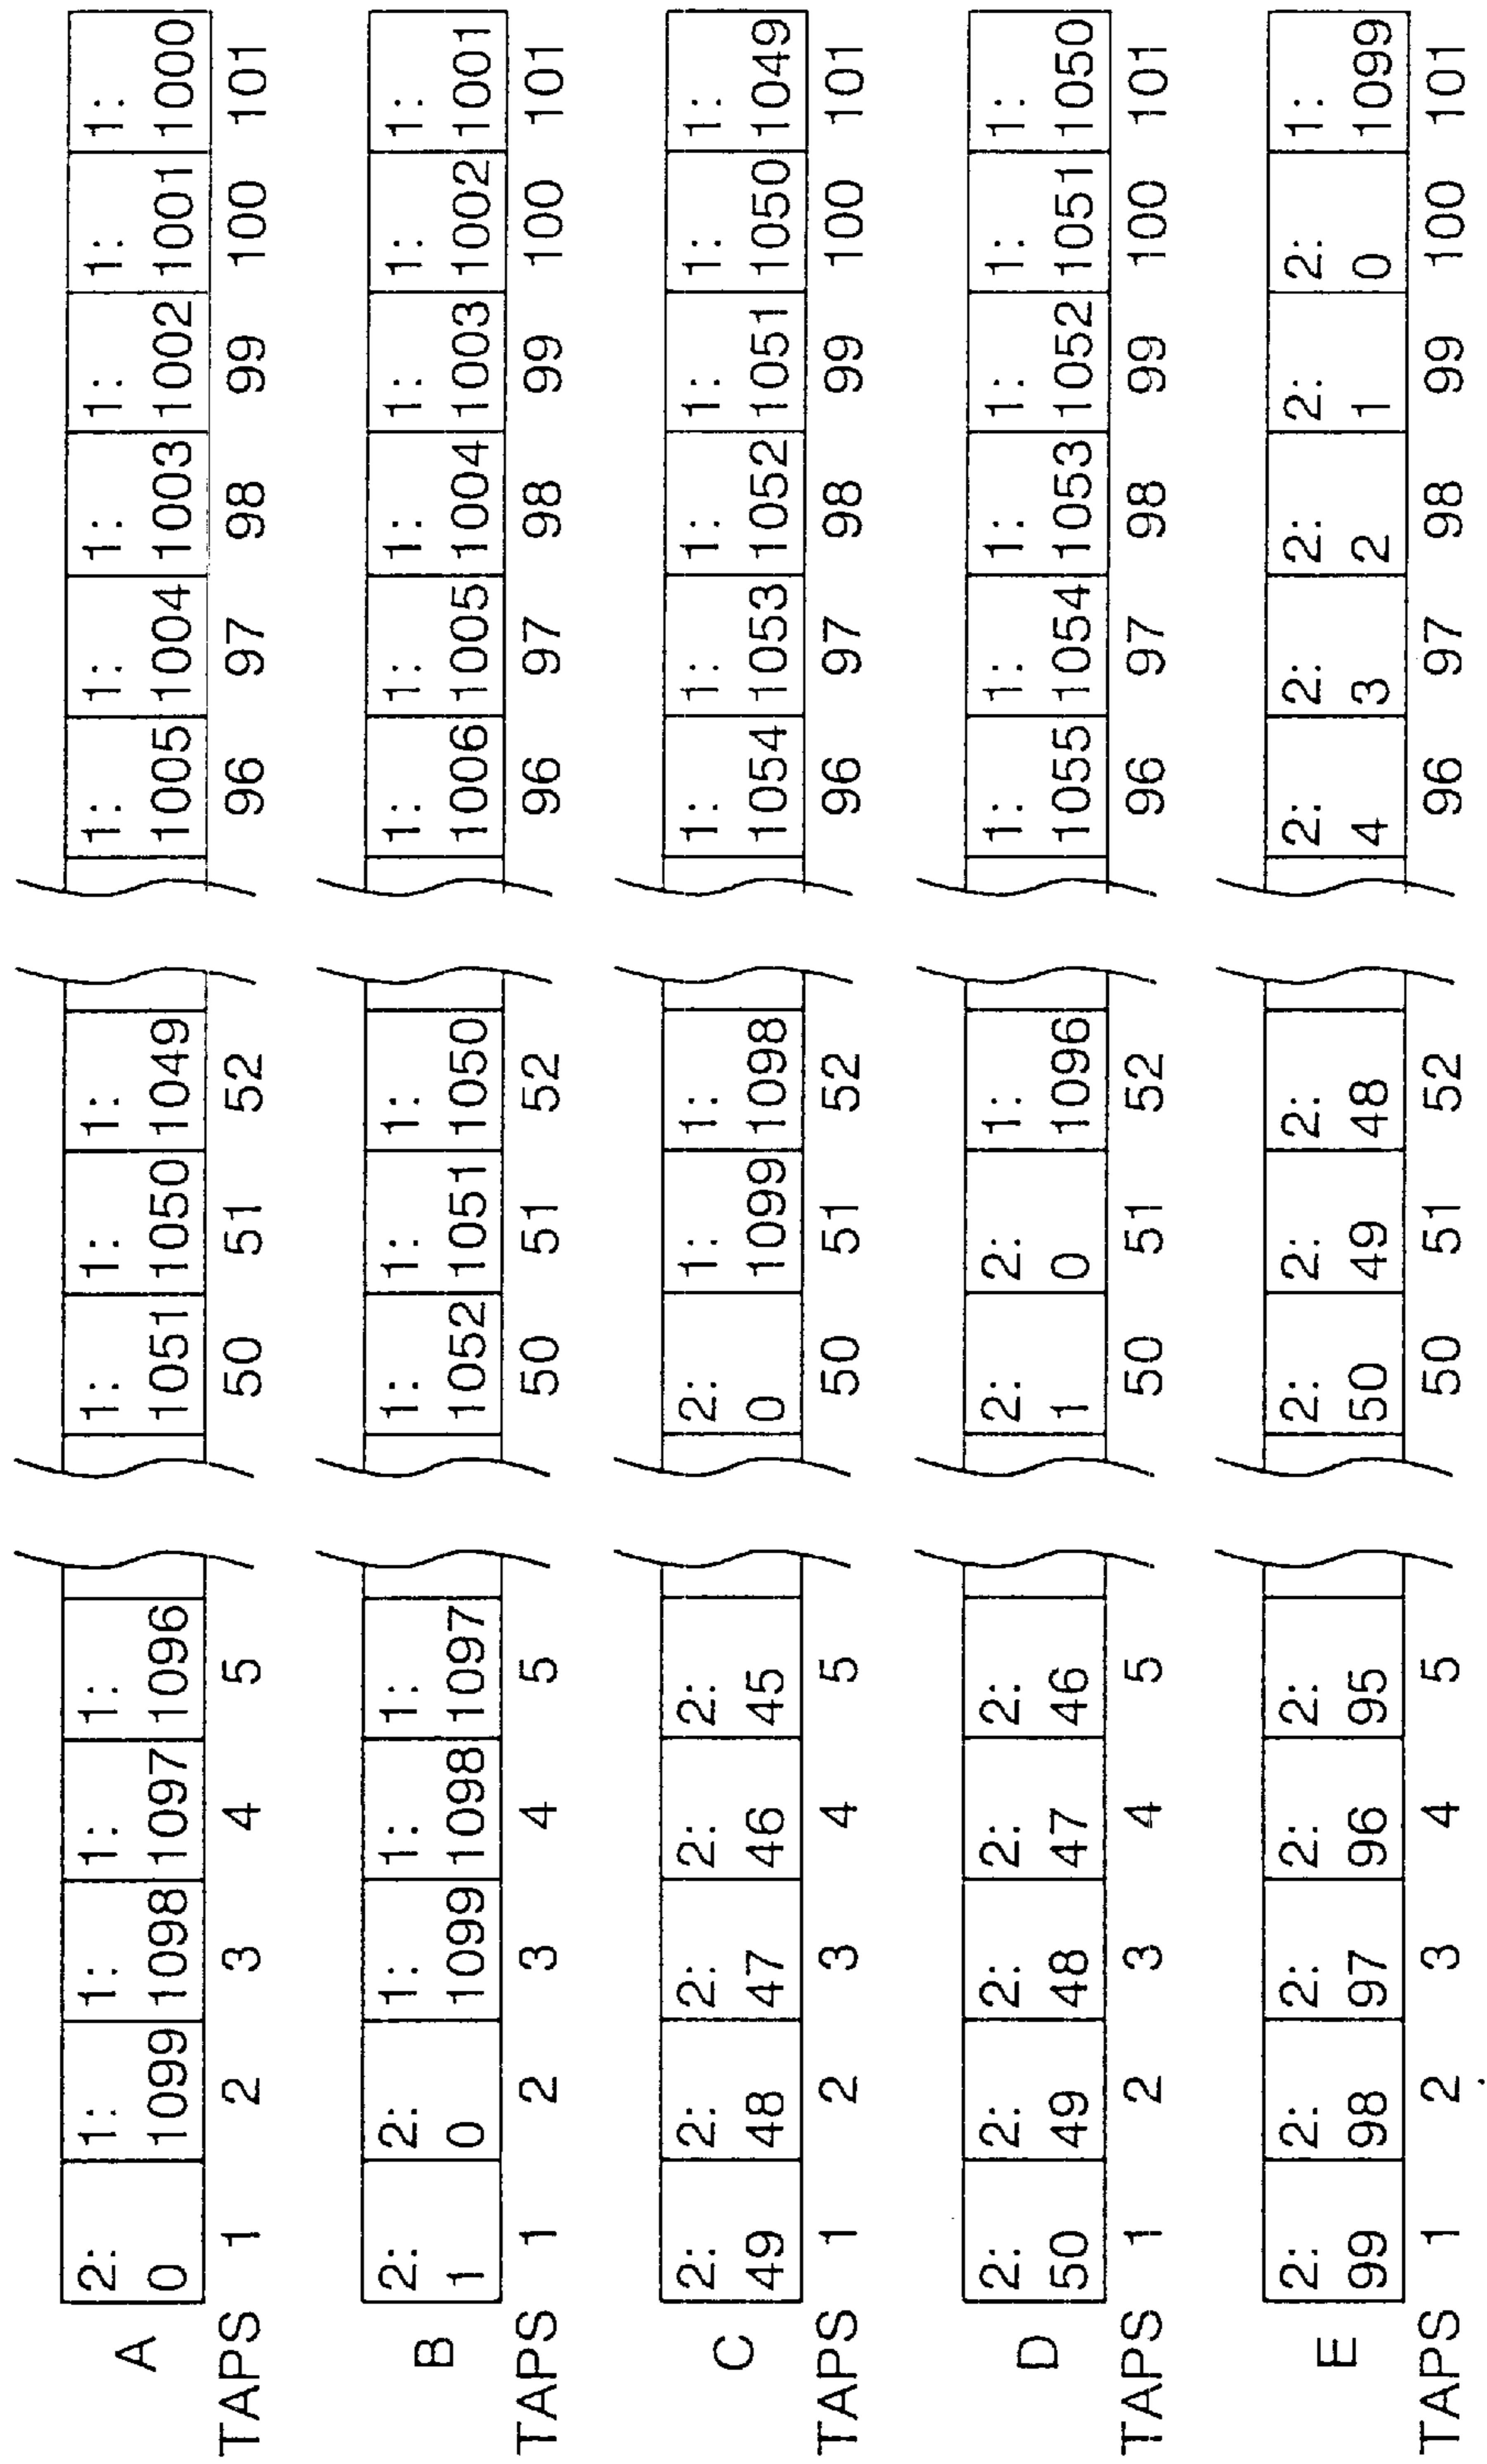 2: 1: 1: 1: 1: 1: 1: 1: 1: 1: 1: 1: 1: 1:
A 0 1099 1098 1097 1096 1051 1050 1049 1005 1004 1003 1002 1001 1000
TAPS 1 2 3 4 5 50 51 52 96 97 98 99 100 101
2: 2: 1: 1: 1: 1: 1: 1: 1: 1: 1: 1: 1: 1:
B 1 0 1099 1098 1097 1052 1051 1050 1006 1005 1004 1003 1002 1001
TAPS 1 2 3 4 5 50 51 52 96 97 98 99 100 101
2: 2: 2: 2: 2: 2: 1: 1: 1: 1: 1: 1: 1: 1:
C 49 48 47 46 45 0 1099 1098 1054 1053 1052 1051 1050 1049
TAPS 1 2 3 4 5 50 51 52 96 97 98 99 100 101
2: 2: 2: 2: 2: 2: 2: 1: 1: 1: 1: 1: 1: 1:
D 50 49 48 47 46 1 0 1096 1055 1054 1053 1052 1051 1050
TAPS 1 2 3 4 5 50 51 52 96 97 98 99 100 101
2: 2: 2: 2: 2: 2: 2: 2: 2: 2: 2: 2: 2: 1:
E 99 98 97 96 95 50 49 48 4 3 2 1 0 1099
TAPS 1 2 3 4 5 50 51 52 96 97 98 99 100 101